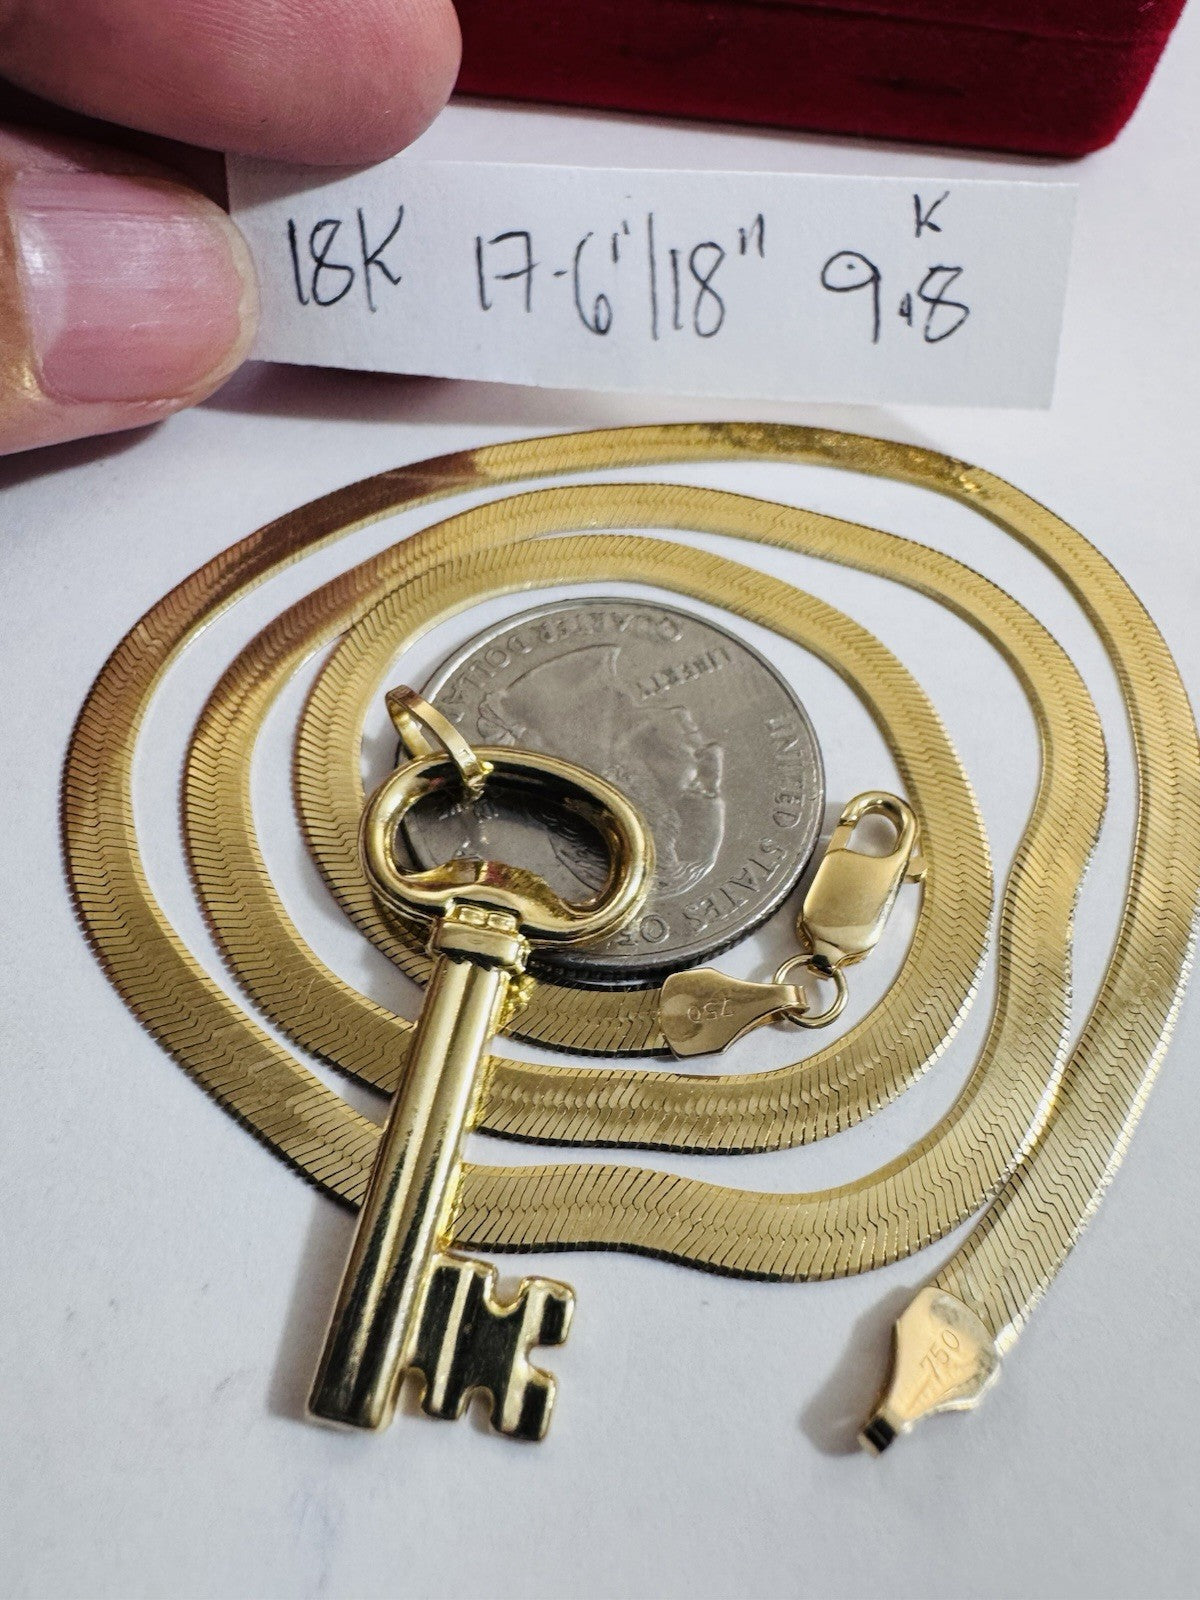 18K 17-6"/18" 9.8 K
QUARTER DOLLAR
LIBERTY
UNITED STATES OF
750
750